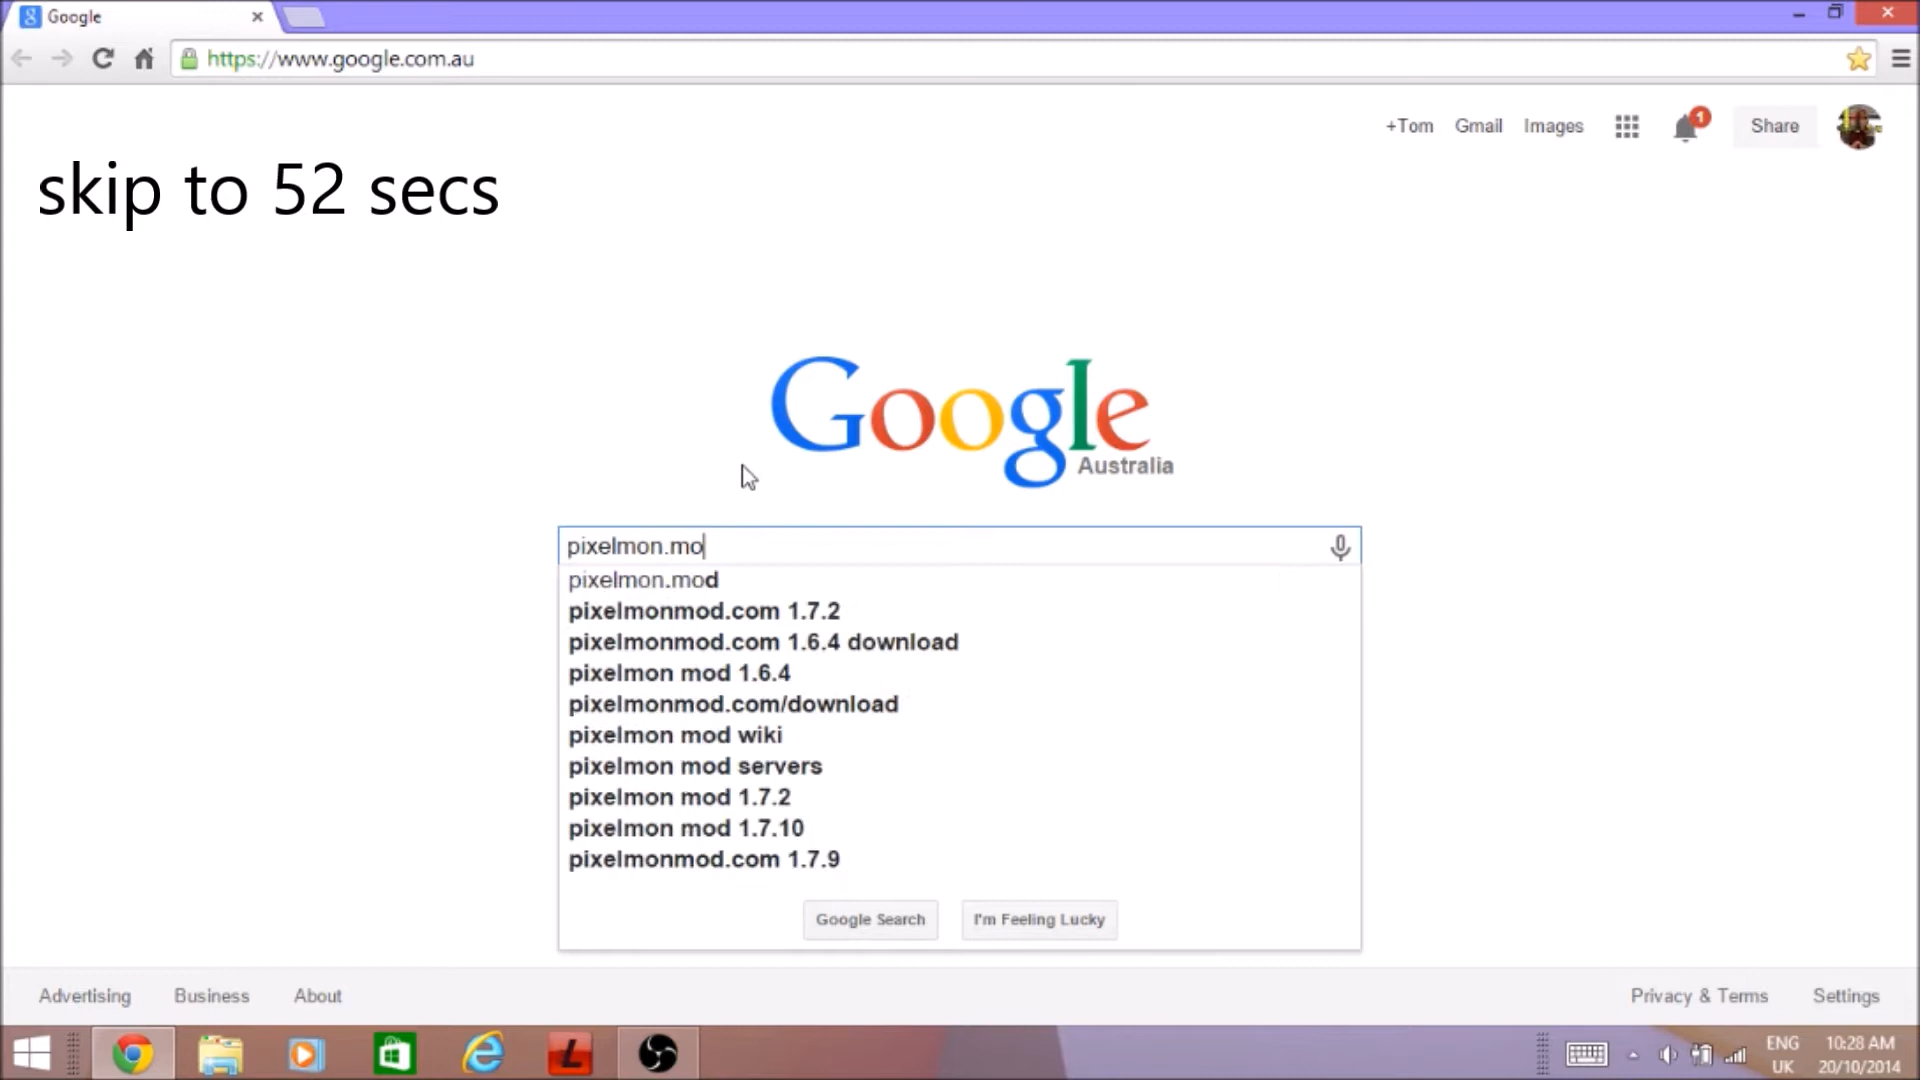 Google
https://www.google.com.au
+Tom Gmail Images 1 Share
skip to 52 secs
Google
Australia
pixelmon.mo
pixelmon.mod
pixelmonmod.com 1.7.2
pixelmonmod.com 1.6.4 download
pixelmon mod 1.6.4
pixelmonmod.com/download
pixelmon mod wiki
pixelmon mod servers
pixelmon mod 1.7.2
pixelmon mod 1.7.10
pixelmonmod.com 1.7.9
Google Search I'm Feeling Lucky
Advertising Business About Privacy & Terms Settings
ENG 10:28 AM
UK 20/10/2014